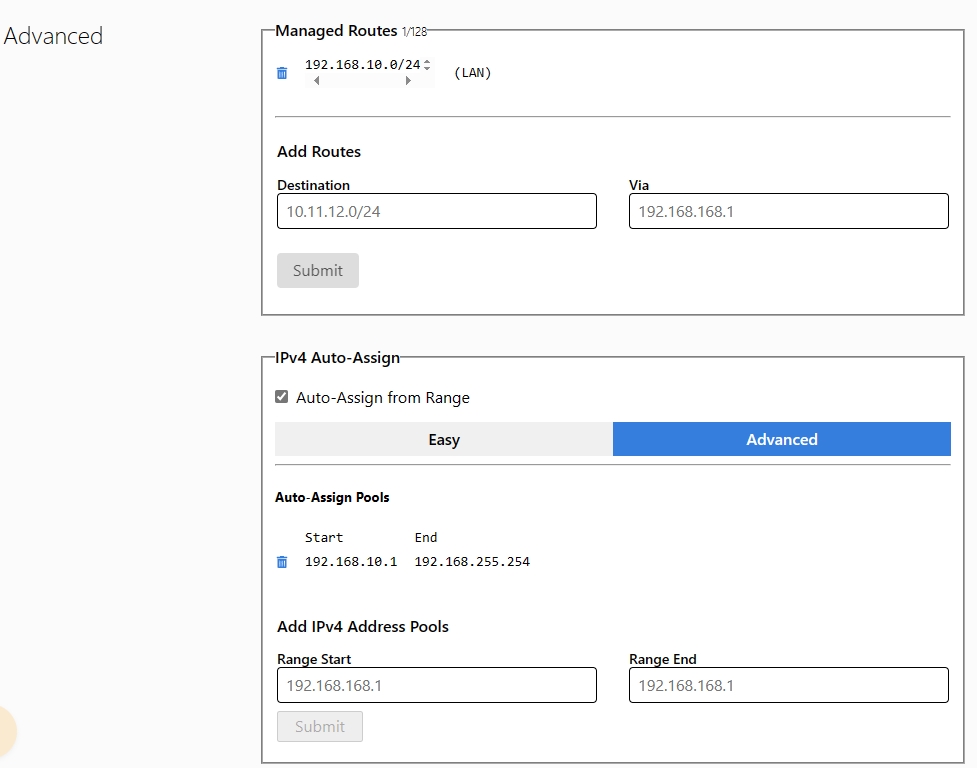 Advanced
Managed Routes 1/128
192.168.10.0/24 (LAN)
Add Routes
Destination Via
10.11.12.0/24 192.168.168.1
Submit
IPv4 Auto-Assign
Auto-Assign from Range
Easy Advanced
Auto-Assign Pools
Start End
192.168.10.1 192.168.255.254
Add IPv4 Address Pools
Range Start Range End
192.168.168.1 192.168.168.1
Submit